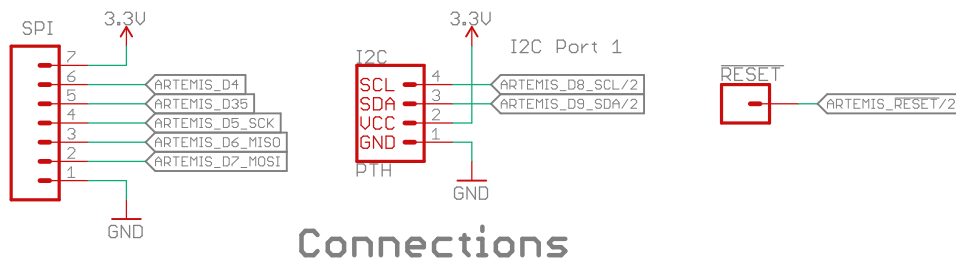 SPI
3.3V
7
6 ARTEMIS_D4
5 ARTEMIS_D35
4 ARTEMIS_D5_SCK
3 ARTEMIS_D6_MISO
2 ARTEMIS_D7_MOSI
1
GND
3.3V
I2C Port 1
I2C
SCL 4 ARTEMIS_D8_SCL/2
SDA 3 ARTEMIS_D9_SDA/2
VCC 2
GND 1
PTH
GND
RESET
ARTEMIS_RESET/2
Connections